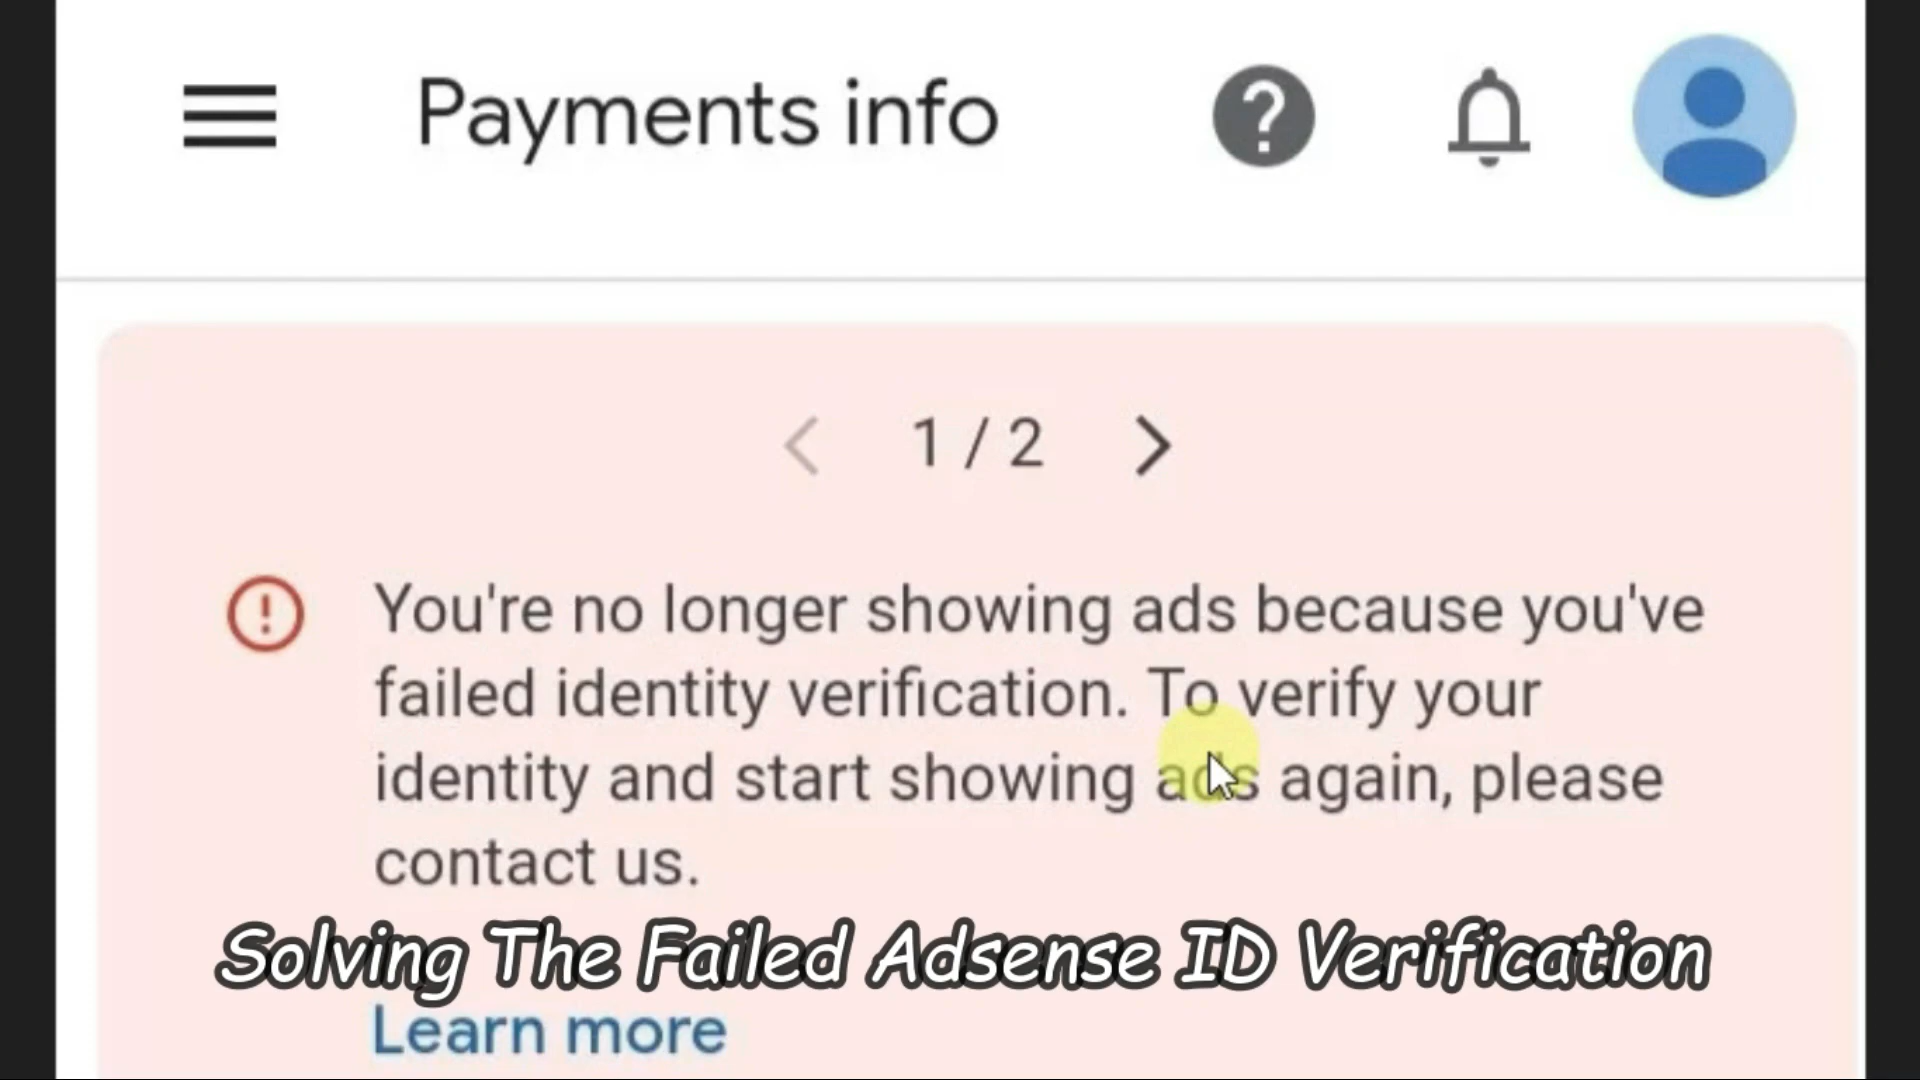 Payments info
1 / 2
You're no longer showing ads because you've
failed identity verification. To verify your
identity and start showing ads again, please
contact us.
Solving The Failed Adsense ID Verification
Learn more